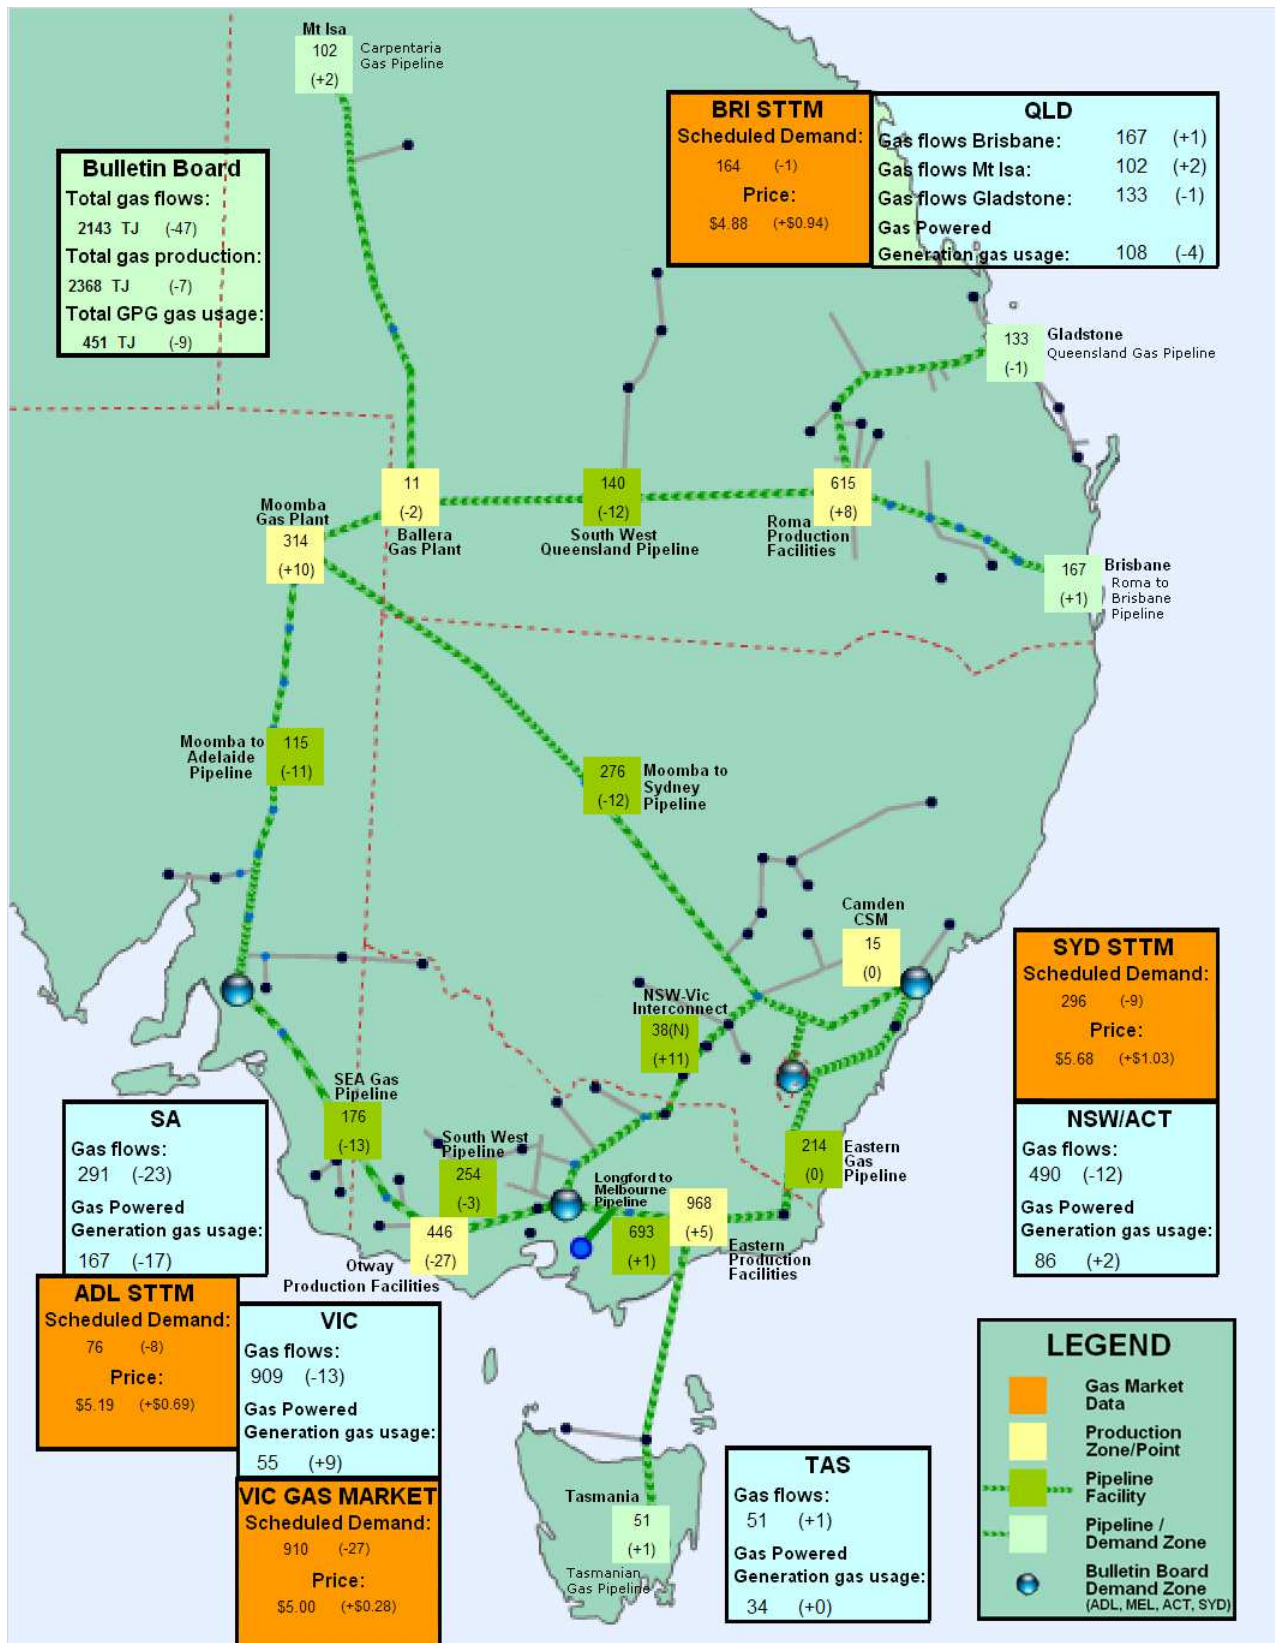 Mt Isa
102
(+2)
Carpentaria
Gas Pipeline
Bulletin Board
Total gas flows:
2143 TJ (-47)
Total gas production:
2368 TJ (-7)
Total GPG gas usage:
451 TJ (-9)
BRI STTM
Scheduled Demand:
164 (-1)
Price:
$4.88 (+$0.94)
QLD
Gas flows Brisbane: 167 (+1)
Gas flows Mt Isa: 102 (+2)
Gas flows Gladstone: 133 (-1)
Gas Powered
Generation gas usage: 108 (-4)
133
(-1)
Gladstone
Queensland Gas Pipeline
11
(-2)
Ballera
Gas Plant
140
(-12)
South West
Queensland Pipeline
615
(+8)
Roma
Production
Facilities
Moomba
Gas Plant
314
(+10)
167
(+1)
Brisbane
Roma to
Brisbane
Pipeline
Moomba to
Adelaide
Pipeline
115
(-11)
276
(-12)
Moomba to
Sydney
Pipeline
Camden
CSM
15
(0)
NSW-Vic
Interconnect
38(N)
(+11)
SYD STTM
Scheduled Demand:
296 (-9)
Price:
$5.68 (+$1.03)
NSW/ACT
Gas flows:
490 (-12)
Gas Powered
Generation gas usage:
86 (+2)
SEA Gas
Pipeline
176
(-13)
South West
Pipeline
254
(-3)
Longford to
Melbourne
Pipeline
693
(+1)
968
(+5)
Eastern
Production
Facilities
214
(0)
Eastern
Gas
Pipeline
446
(-27)
Otway
Production Facilities
SA
Gas flows:
291 (-23)
Gas Powered
Generation gas usage:
167 (-17)
ADL STTM
Scheduled Demand:
76 (-8)
Price:
$5.19 (+$0.69)
VIC
Gas flows:
909 (-13)
Gas Powered
Generation gas usage:
55 (+9)
VIC GAS MARKET
Scheduled Demand:
910 (-27)
Price:
$5.00 (+$0.28)
Tasmania
51
(+1)
Tasmanian
Gas Pipeline
TAS
Gas flows:
51 (+1)
Gas Powered
Generation gas usage:
34 (+0)
LEGEND
Gas Market
Data
Production
Zone/Point
Pipeline
Facility
Pipeline /
Demand Zone
Bulletin Board
Demand Zone
(ADL, MEL, ACT, SYD)